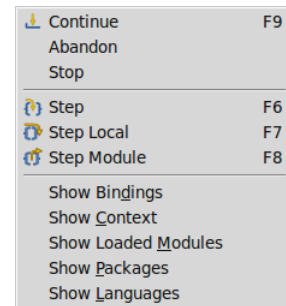 Continue F9
Abandon
Stop
Step F6
Step Local F7
Step Module F8
Show Bindings
Show Context
Show Loaded Modules
Show Packages
Show Languages